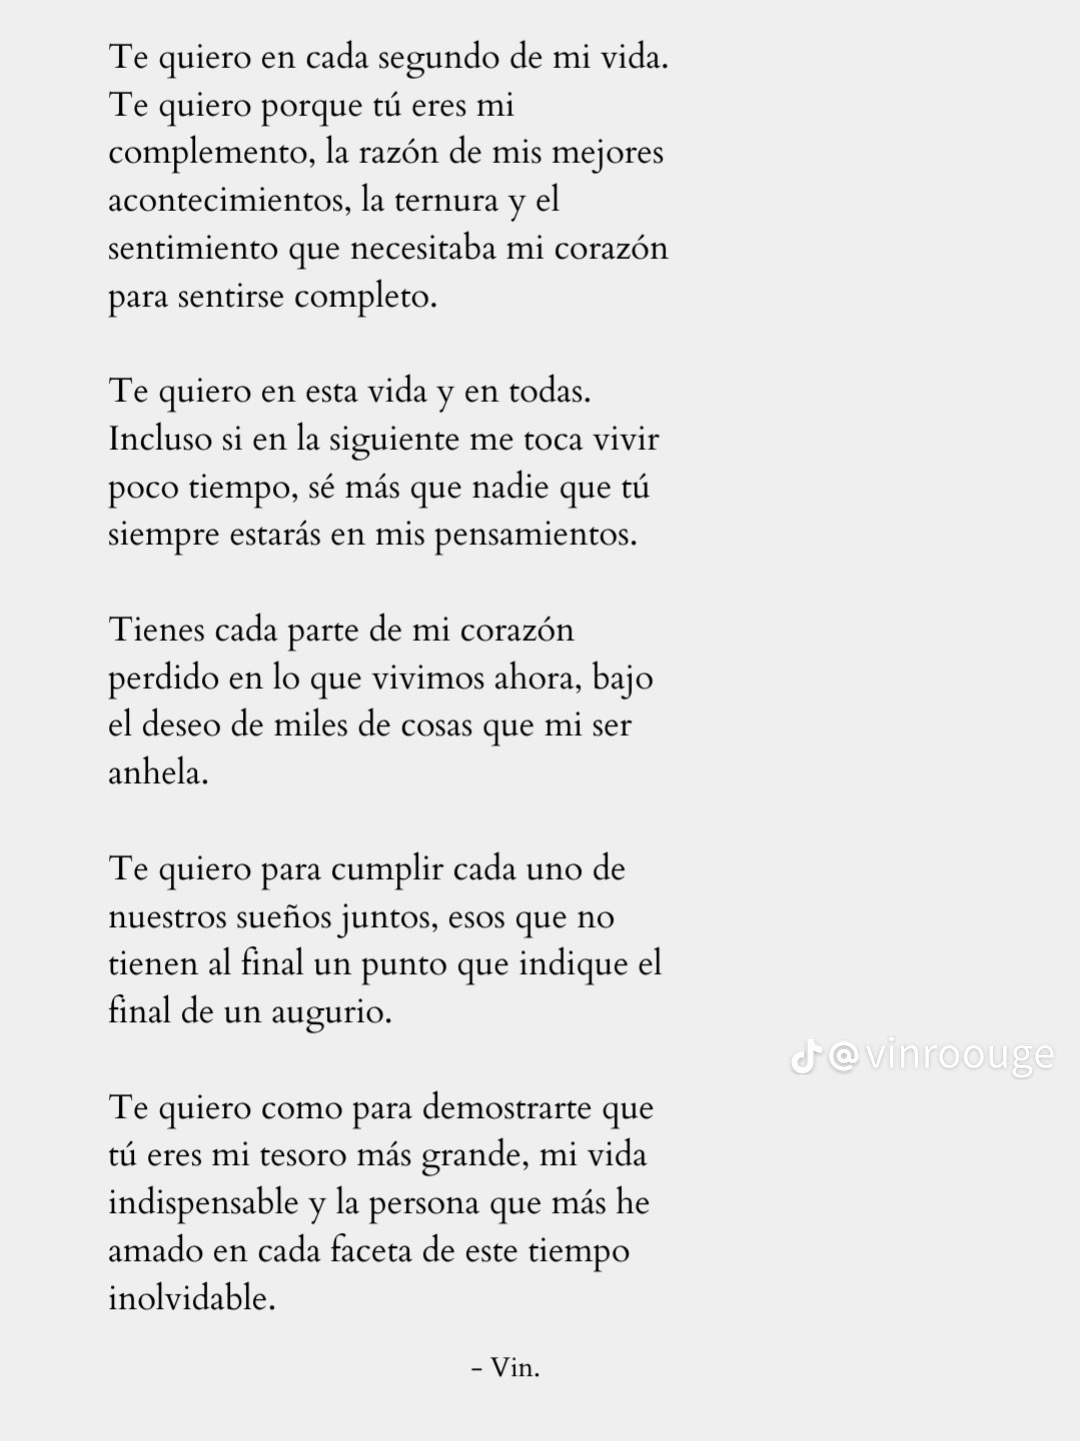 Te quiero en cada segundo de mi vida.
Te quiero porque tú eres mi
complemento, la razón de mis mejores
acontecimientos, la ternura y el
sentimiento que necesitaba mi corazón
para sentirse completo.
Te quiero en esta vida y en todas.
Incluso si en la siguiente me toca vivir
poco tiempo, sé más que nadie que tú
siempre estarás en mis pensamientos.
Tienes cada parte de mi corazón
perdido en lo que vivimos ahora, bajo
el deseo de miles de cosas que mi ser
anhela.
Te quiero para cumplir cada uno de
nuestros sueños juntos, esos que no
tienen al final un punto que indique el
final de un augurio.
@vinroouge
Te quiero como para demostrarte que
tú eres mi tesoro más grande, mi vida
indispensable y la persona que más he
amado en cada faceta de este tiempo
inolvidable.
- Vin.